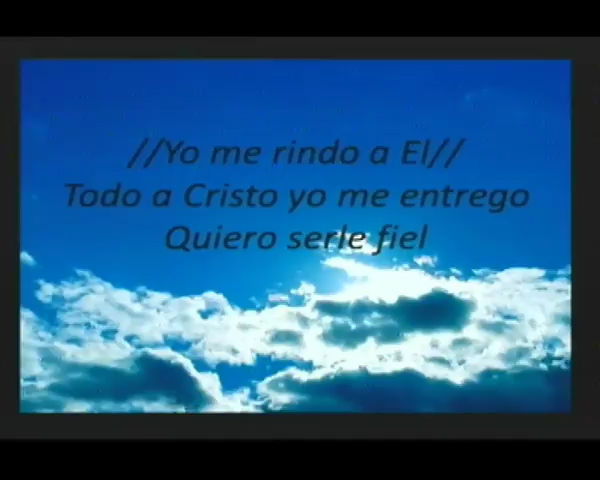 //Yo me rindo a El//
Todo a Cristo yo me entrego
Quiero serle fiel